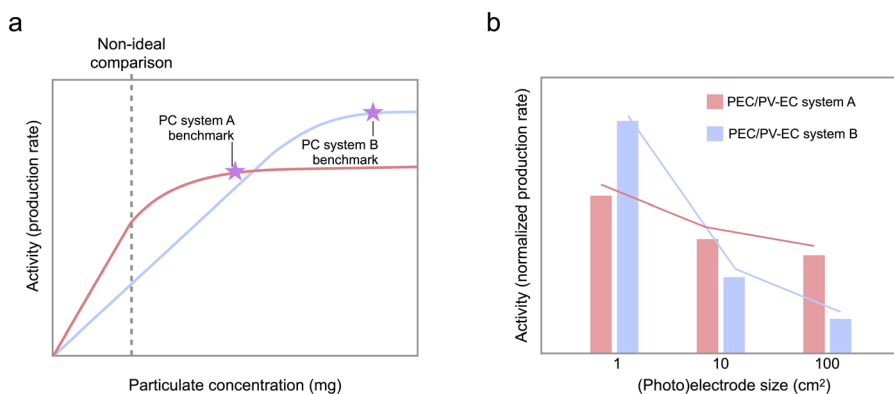 a
Non-ideal
comparison
PC system A
benchmark
PC system B
benchmark
Activity (production rate)
Particulate concentration (mg)
b
PEC/PV-EC system A
PEC/PV-EC system B
Activity (normalized production rate)
1
10
100
(Photo)electrode size (cm²)